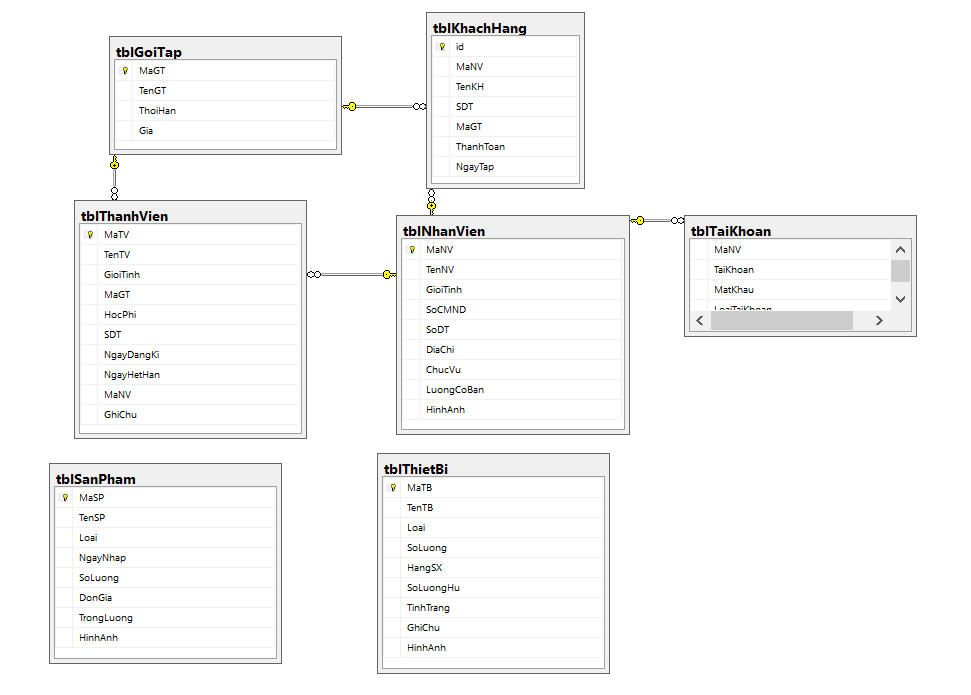 tblGoiTap
MaGT
TenGT
ThoiHan
Gia
tblKhachHang
id
MaNV
TenKH
SDT
MaGT
ThanhToan
NgayTap
tblThanhVien
MaTV
TenTV
GioiTinh
MaGT
HocPhi
SDT
NgayDangKi
NgayHetHan
MaNV
GhiChu
tblNhanVien
MaNV
TenNV
GioiTinh
SoCMND
SoDT
DiaChi
ChucVu
LuongCoBan
HinhAnh
tblTaiKhoan
MaNV
TaiKhoan
MatKhau
LoaiTaiKhoan
tblSanPham
MaSP
TenSP
Loai
NgayNhap
SoLuong
DonGia
TrongLuong
HinhAnh
tblThietBi
MaTB
TenTB
Loai
SoLuong
HangSX
SoLuongHu
TinhTrang
GhiChu
HinhAnh